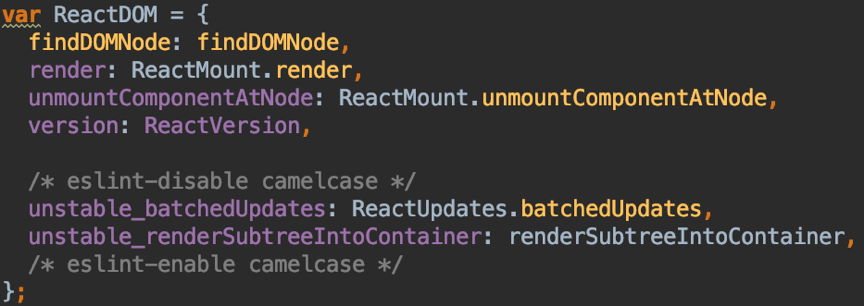 var ReactDOM = {
  findDOMNode: findDOMNode,
  render: ReactMount.render,
  unmountComponentAtNode: ReactMount.unmountComponentAtNode,
  version: ReactVersion,

  /* eslint-disable camelcase */
  unstable_batchedUpdates: ReactUpdates.batchedUpdates,
  unstable_renderSubtreeIntoContainer: renderSubtreeIntoContainer,
  /* eslint-enable camelcase */
};